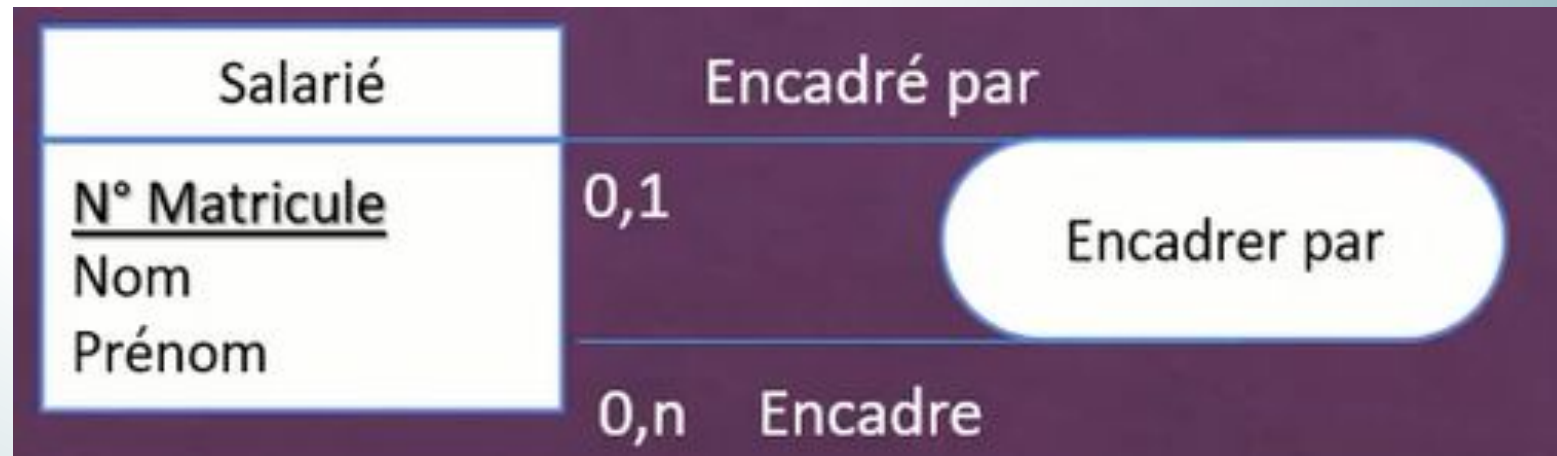 Salarié
Encadré par
N° Matricule
Nom
Prénom
0,1
Encadrer par
0,n Encadre